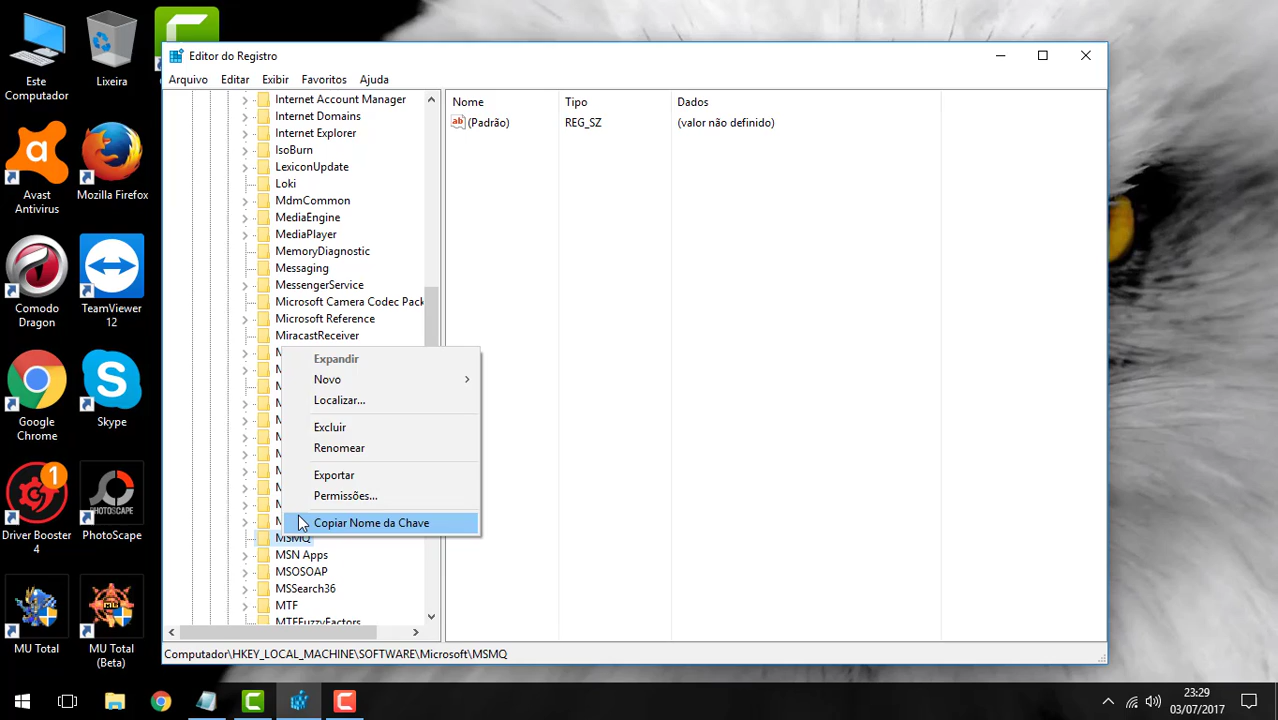 Este
Computador
Lixeira
Avast
Antivirus
Mozilla Firefox
Comodo
Dragon
TeamViewer
12
Google
Chrome
Skype
1
Driver Booster
4
PHOTOSCAPE
PhotoScape
MU Total
MU Total
(Beta)
Editor do Registro
Arquivo Editar Exibir Favoritos Ajuda
Internet Account Manager
Internet Domains
Internet Explorer
IsoBurn
LexiconUpdate
Loki
MdmCommon
MediaEngine
MediaPlayer
MemoryDiagnostic
Messaging
MessengerService
Microsoft Camera Codec Pack
Microsoft Reference
MiracastReceiver
MSMQ
MSN Apps
MSOSOAP
MSSearch36
MTF
MTFFuzzyFactors
Expandir
Novo
Localizar...
Excluir
Renomear
Exportar
Permissões...
Copiar Nome da Chave
Nome Tipo Dados
ab (Padrão) REG_SZ (valor não definido)
Computador\HKEY_LOCAL_MACHINE\SOFTWARE\Microsoft\MSMQ
23:29
03/07/2017